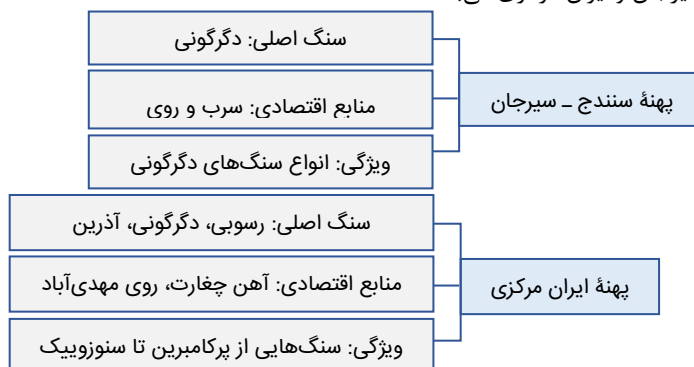 سنگ اصلی: دگرگونی
منابع اقتصادی: سرب و روی
ویژگی: انواع سنگ‌های دگرگونی
پهنهٔ سنندج ـ سیرجان
سنگ اصلی: رسوبی، دگرگونی، آذرین
منابع اقتصادی: آهن چغارت، روی مهدی‌آباد
ویژگی: سنگ‌هایی از پرکامبرین تا سنوزوییک
پهنهٔ ایران مرکزی